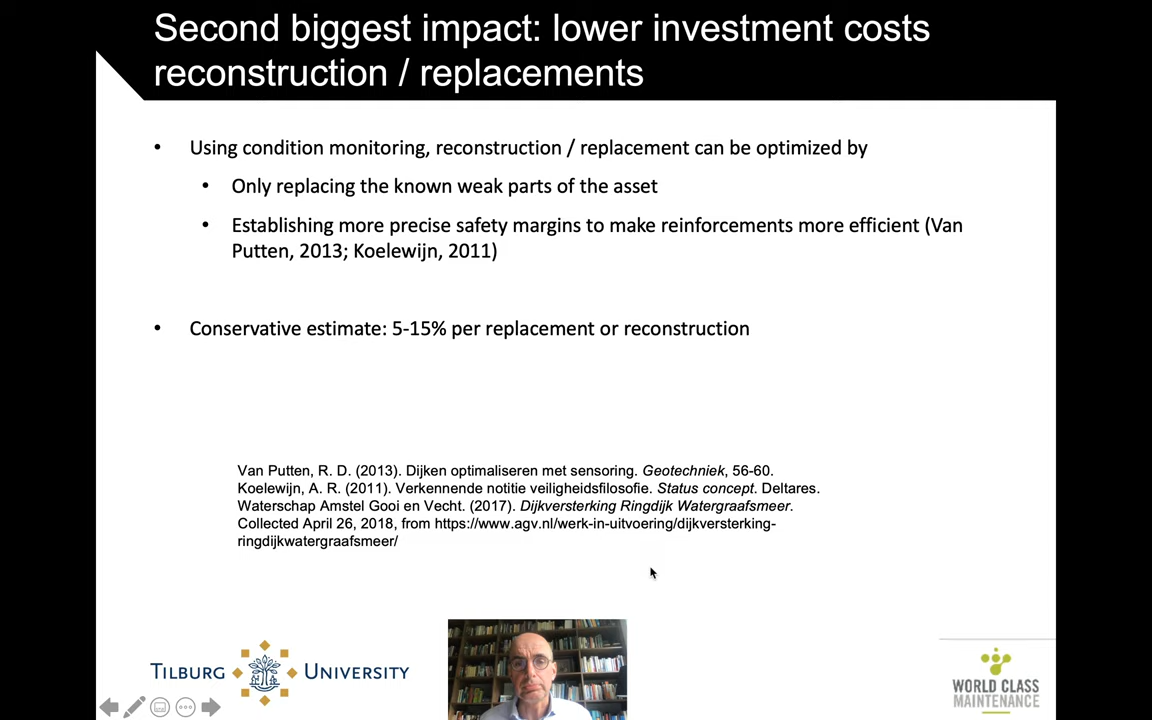 Second biggest impact: lower investment costs
reconstruction / replacements
• Using condition monitoring, reconstruction / replacement can be optimized by
• Only replacing the known weak parts of the asset
• Establishing more precise safety margins to make reinforcements more efficient (Van
Putten, 2013; Koelewijn, 2011)
• Conservative estimate: 5-15% per replacement or reconstruction
Van Putten, R. D. (2013). Dijken optimaliseren met sensoring. Geotechniek, 56-60.
Koelewijn, A. R. (2011). Verkennende notitie veiligheidsfilosofie. Status concept. Deltares.
Waterschap Amstel Gooi en Vecht. (2017). Dijkversterking Ringdijk Watergraafsmeer.
Collected April 26, 2018, from https://www.agv.nl/werk-in-uitvoering/dijkversterking-
ringdijkwatergraafsmeer/
TILBURG UNIVERSITY
WORLD CLASS
MAINTENANCE